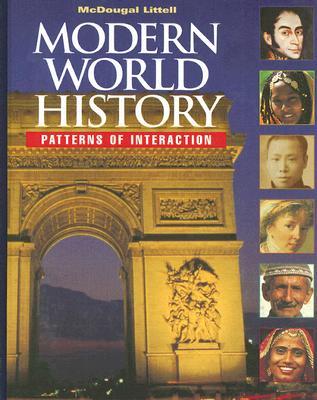 McDougal Littell
MODERN
WORLD
HISTORY
PATTERNS OF INTERACTION